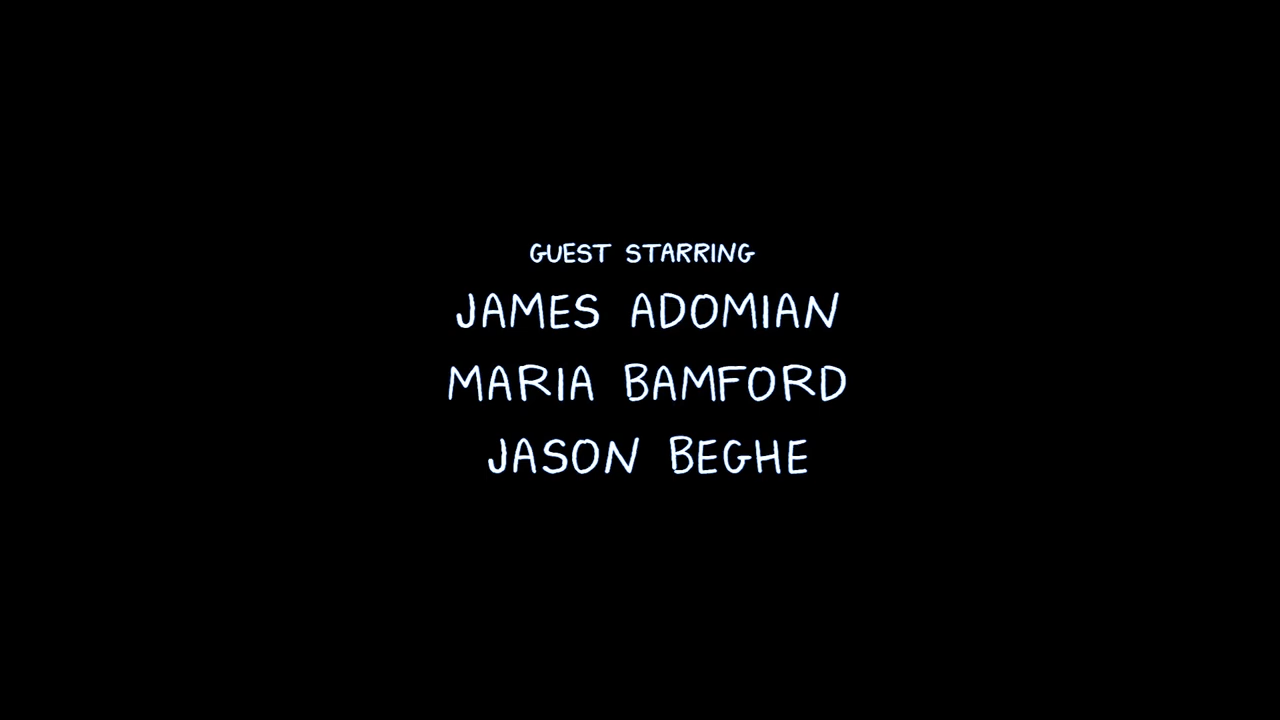 GUEST STARRING
JAMES ADOMIAN
MARIA BAMFORD
JASON BEGHE